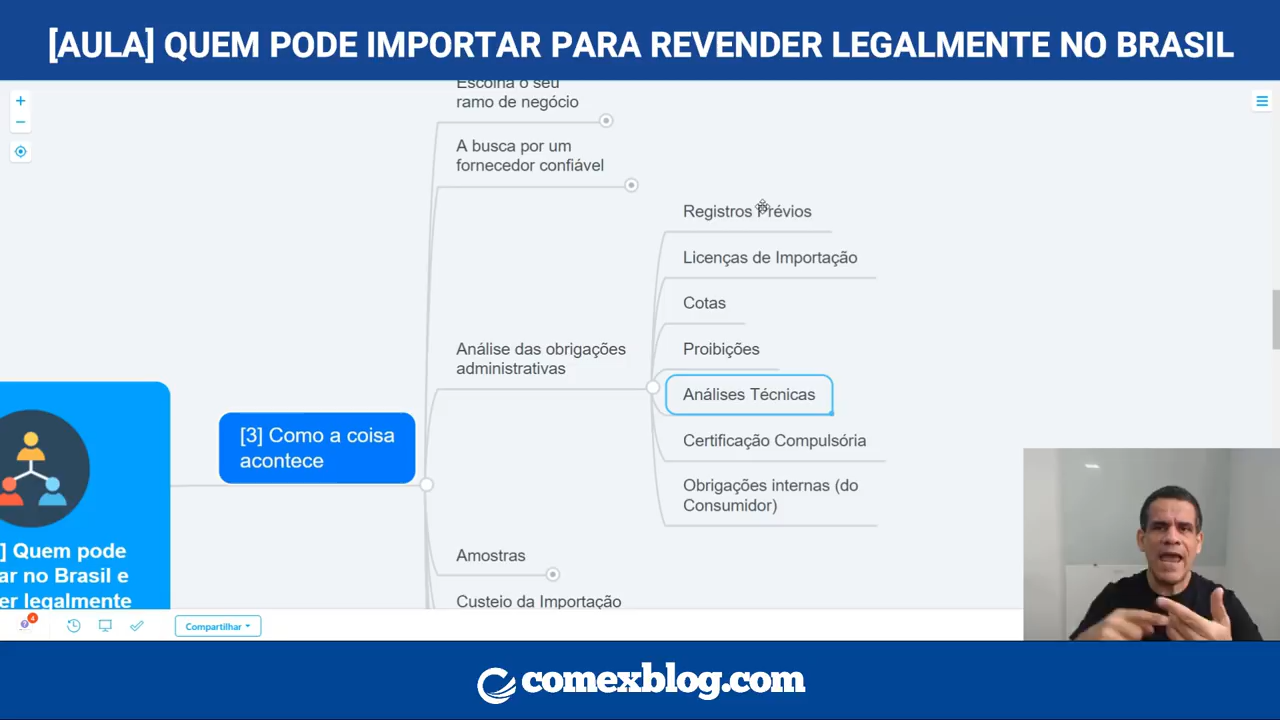 [AULA] QUEM PODE IMPORTAR PARA REVENDER LEGALMENTE NO BRASIL
Escolha o seu
ramo de negócio
A busca por um
fornecedor confiável
Registros Prévios
Licenças de Importação
Cotas
Proibições
Análise das obrigações
administrativas
Análises Técnicas
Certificação Compulsória
[3] Como a coisa
acontece
Obrigações internas (do
Consumidor)
] Quem pode
ar no Brasil e
er legalmente
Amostras
Custeio da Importação
4
Compartilhar
comexblog.com